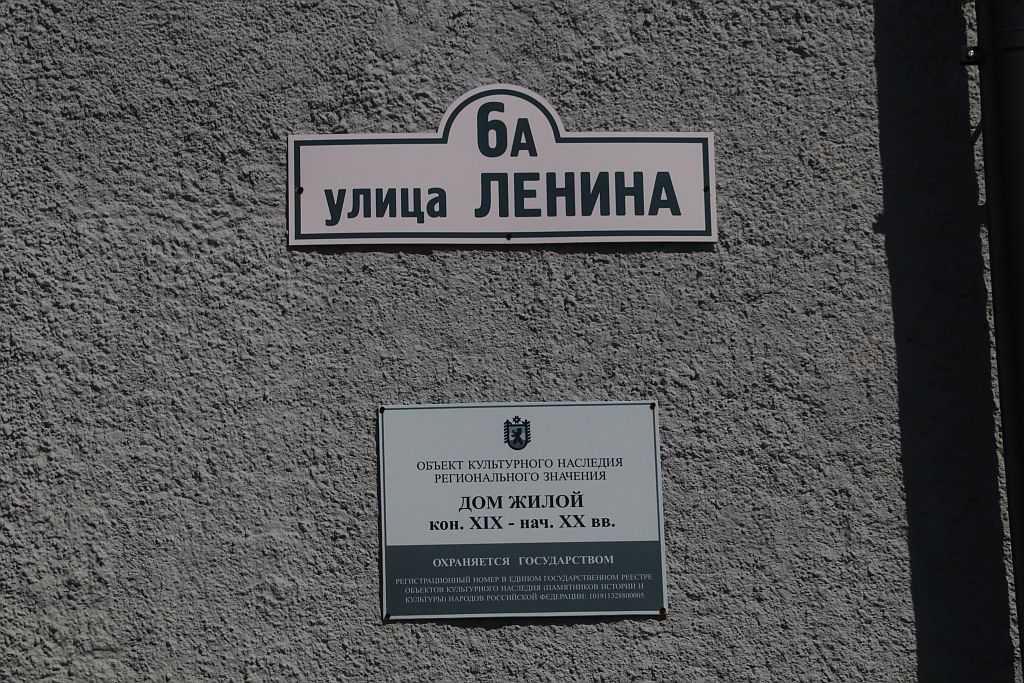 6А
улица ЛЕНИНА
ОБЪЕКТ КУЛЬТУРНОГО НАСЛЕДИЯ
РЕГИОНАЛЬНОГО ЗНАЧЕНИЯ
ДОМ ЖИЛОЙ
кон. XIX - нач. XX вв.
ОХРАНЯЕТСЯ ГОСУДАРСТВОМ
РЕГИСТРАЦИОННЫЙ НОМЕР В ЕДИНОМ ГОСУДАРСТВЕННОМ РЕЕСТРЕ
ОБЪЕКТОВ КУЛЬТУРНОГО НАСЛЕДИЯ (ПАМЯТНИКОВ ИСТОРИИ И
КУЛЬТУРЫ) НАРОДОВ РОССИЙСКОЙ ФЕДЕРАЦИИ: 101911328800005